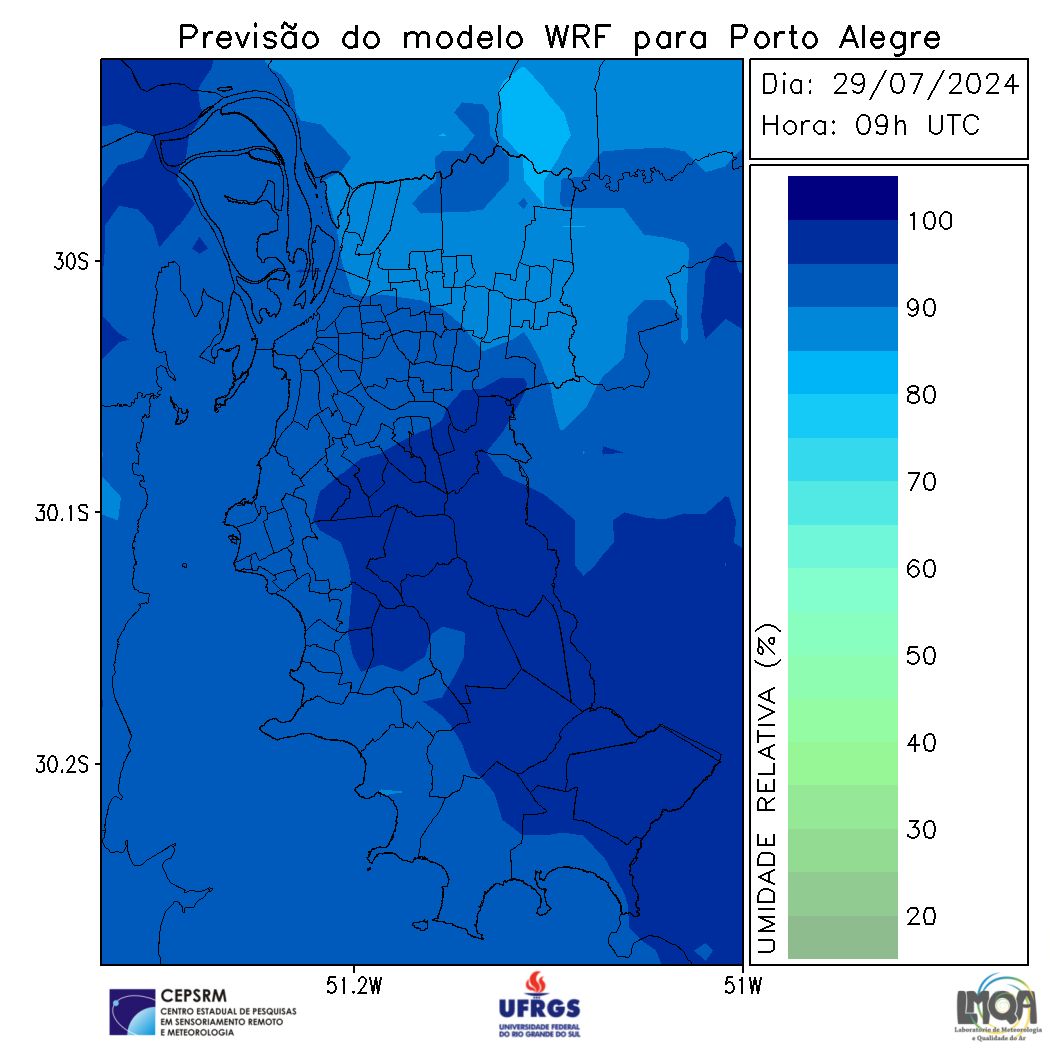 Previsão do modelo WRF para Porto Alegre
Dia: 29/07/2024
Hora: 09h UTC
30S
30.1S
30.2S
51.2W
51W
UMIDADE RELATIVA (%)
100
90
80
70
60
50
40
30
20
CEPSRM
CENTRO ESTADUAL DE PESQUISAS
EM SENSORIAMENTO REMOTO
E METEOROLOGIA
UFRGS
UNIVERSIDADE FEDERAL
DO RIO GRANDE DO SUL
LMQA
Laboratório de Meteorologia
e Qualidade do Ar